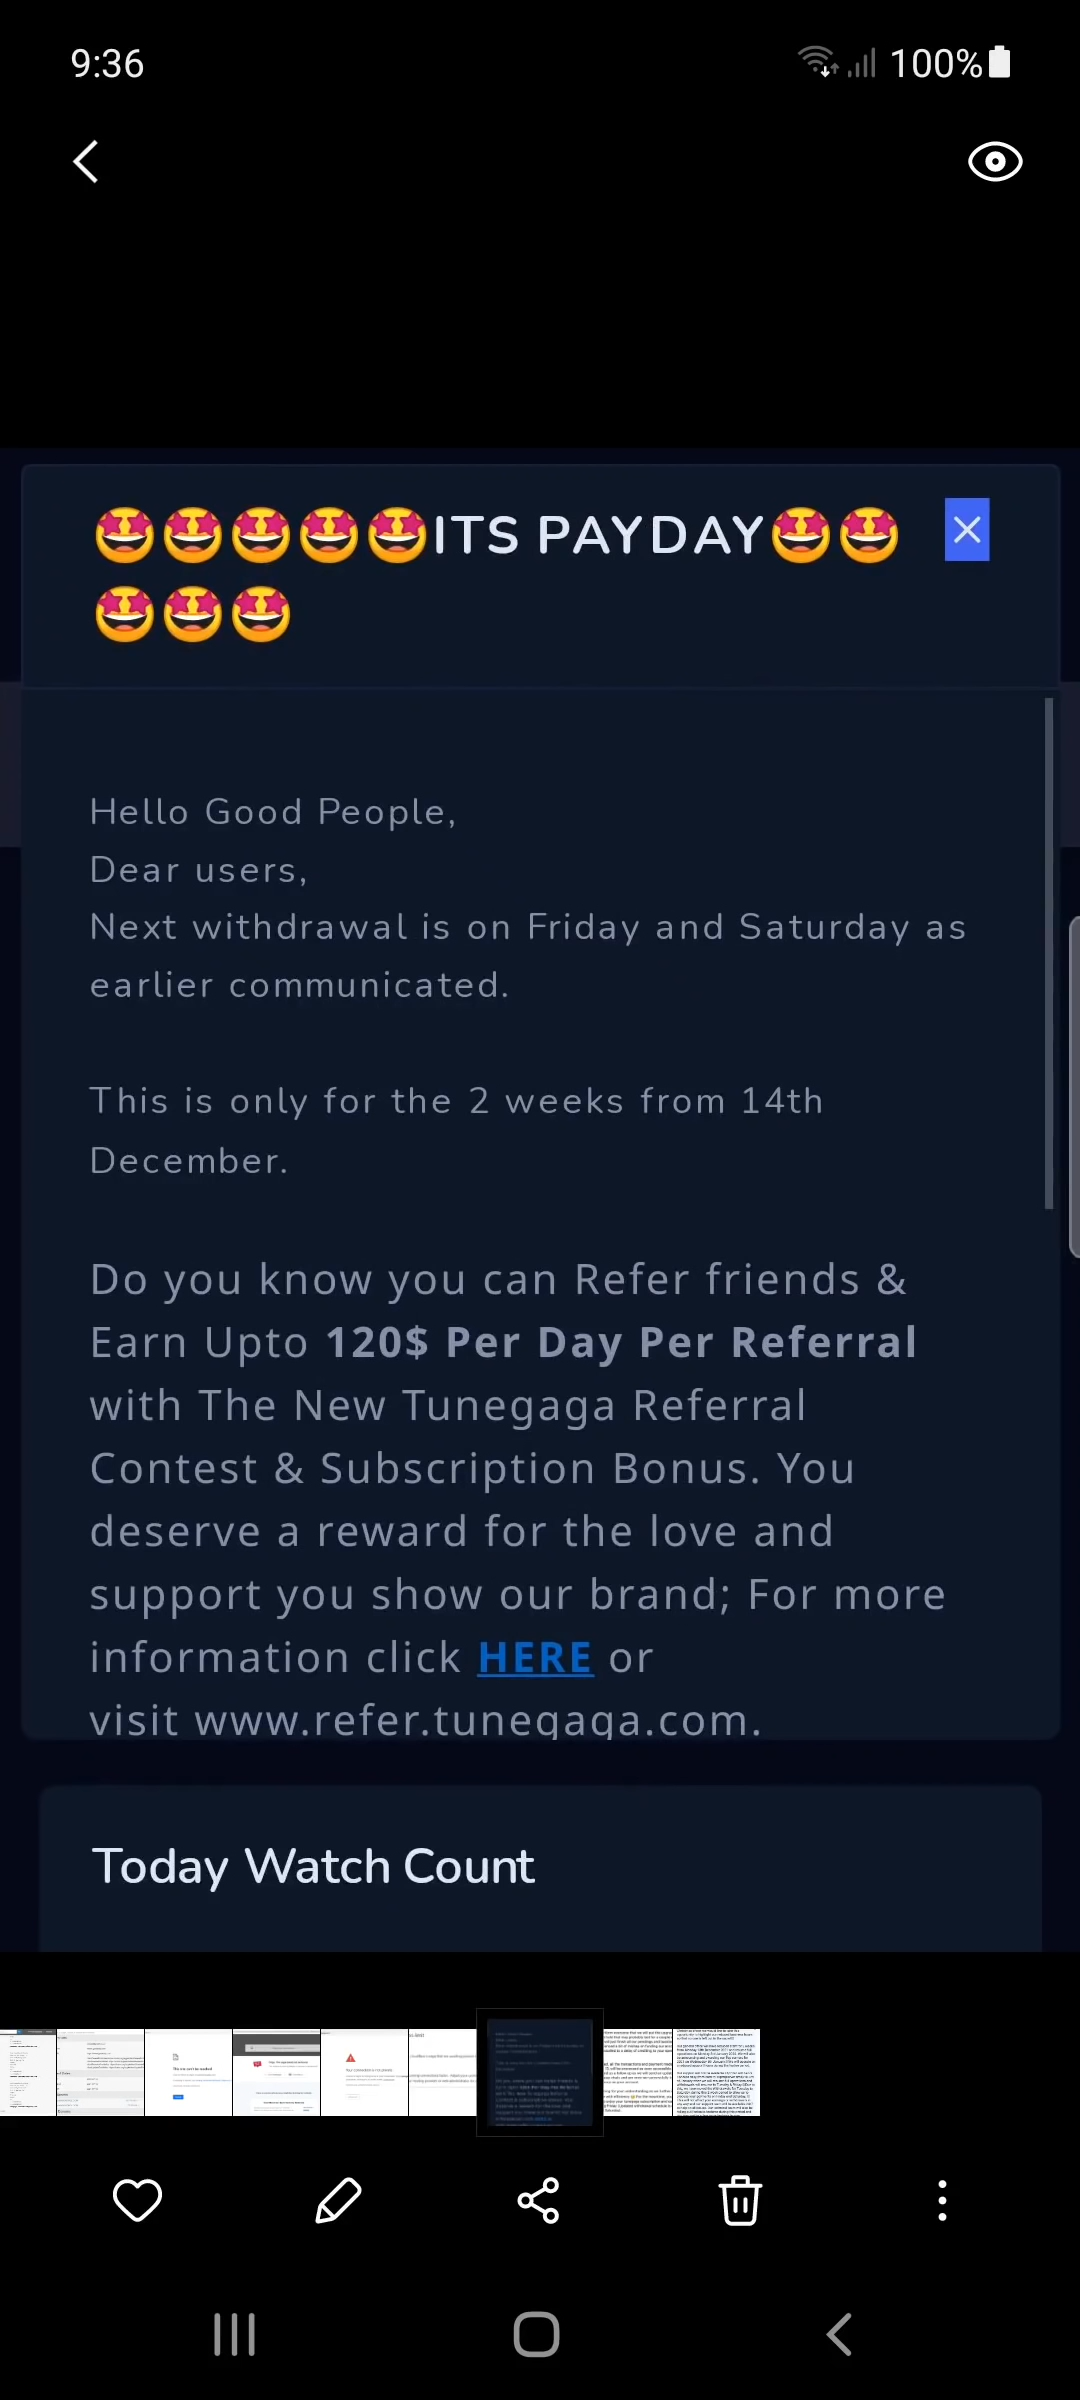 9:36
100%
🤩🤩🤩🤩🤩ITS PAYDAY🤩🤩
🤩🤩🤩
Hello Good People,
Dear users,
Next withdrawal is on Friday and Saturday as
earlier communicated.
This is only for the 2 weeks from 14th
December.
Do you know you can Refer friends &
Earn Upto 120$ Per Day Per Referral
with The New Tunegaga Referral
Contest & Subscription Bonus. You
deserve a reward for the love and
support you show our brand; For more
information click HERE or
visit www.refer.tunegaga.com.
Today Watch Count